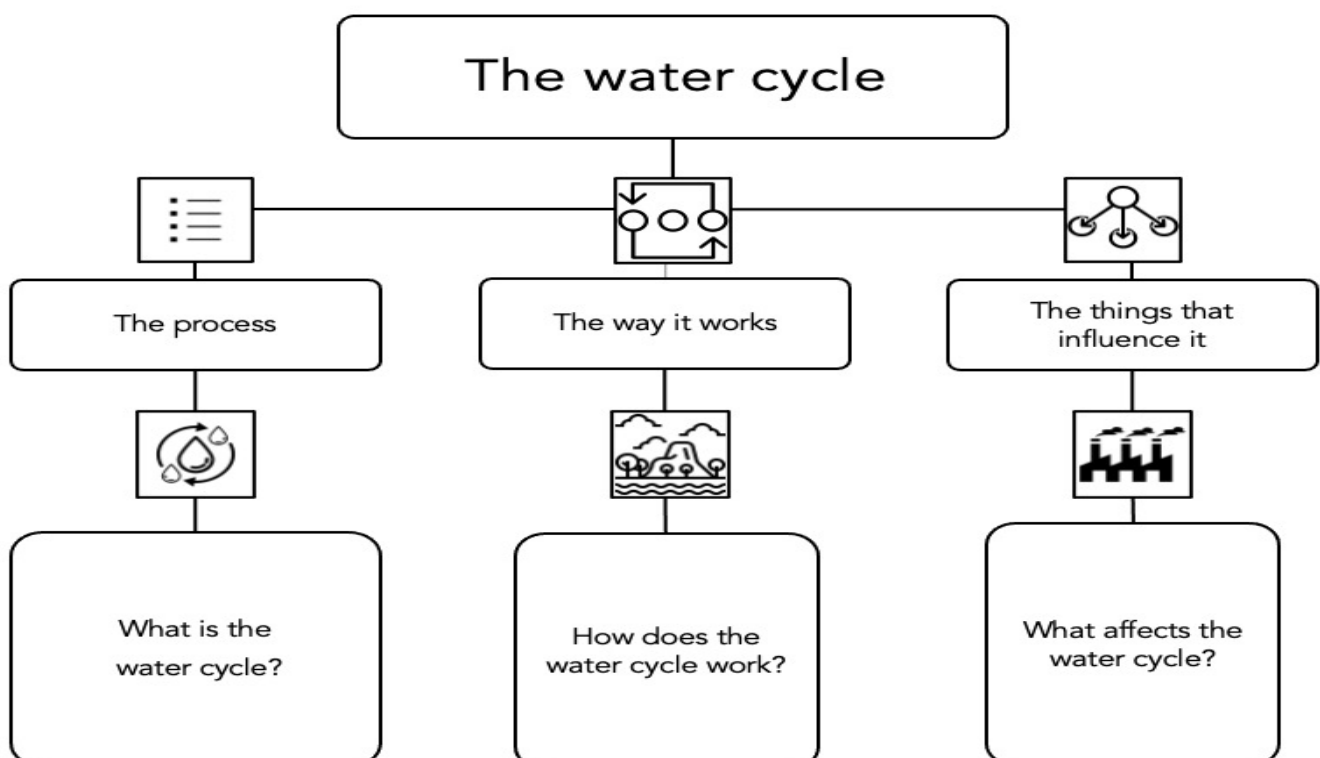 The water cycle
The process
The way it works
The things that
influence it
What is the
water cycle?
How does the
water cycle work?
What affects the
water cycle?